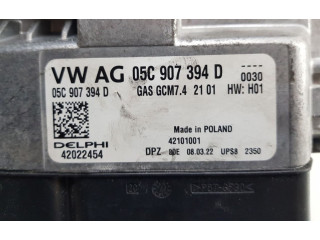 VW AG 05C 907 394 D
0030
05C 907 394 D GAS GCM7.4 21 01 HW: H01
Made in POLAND
DELPHI 42101001
42022454 DPZ 00E 08.03.22 UPS8 2350